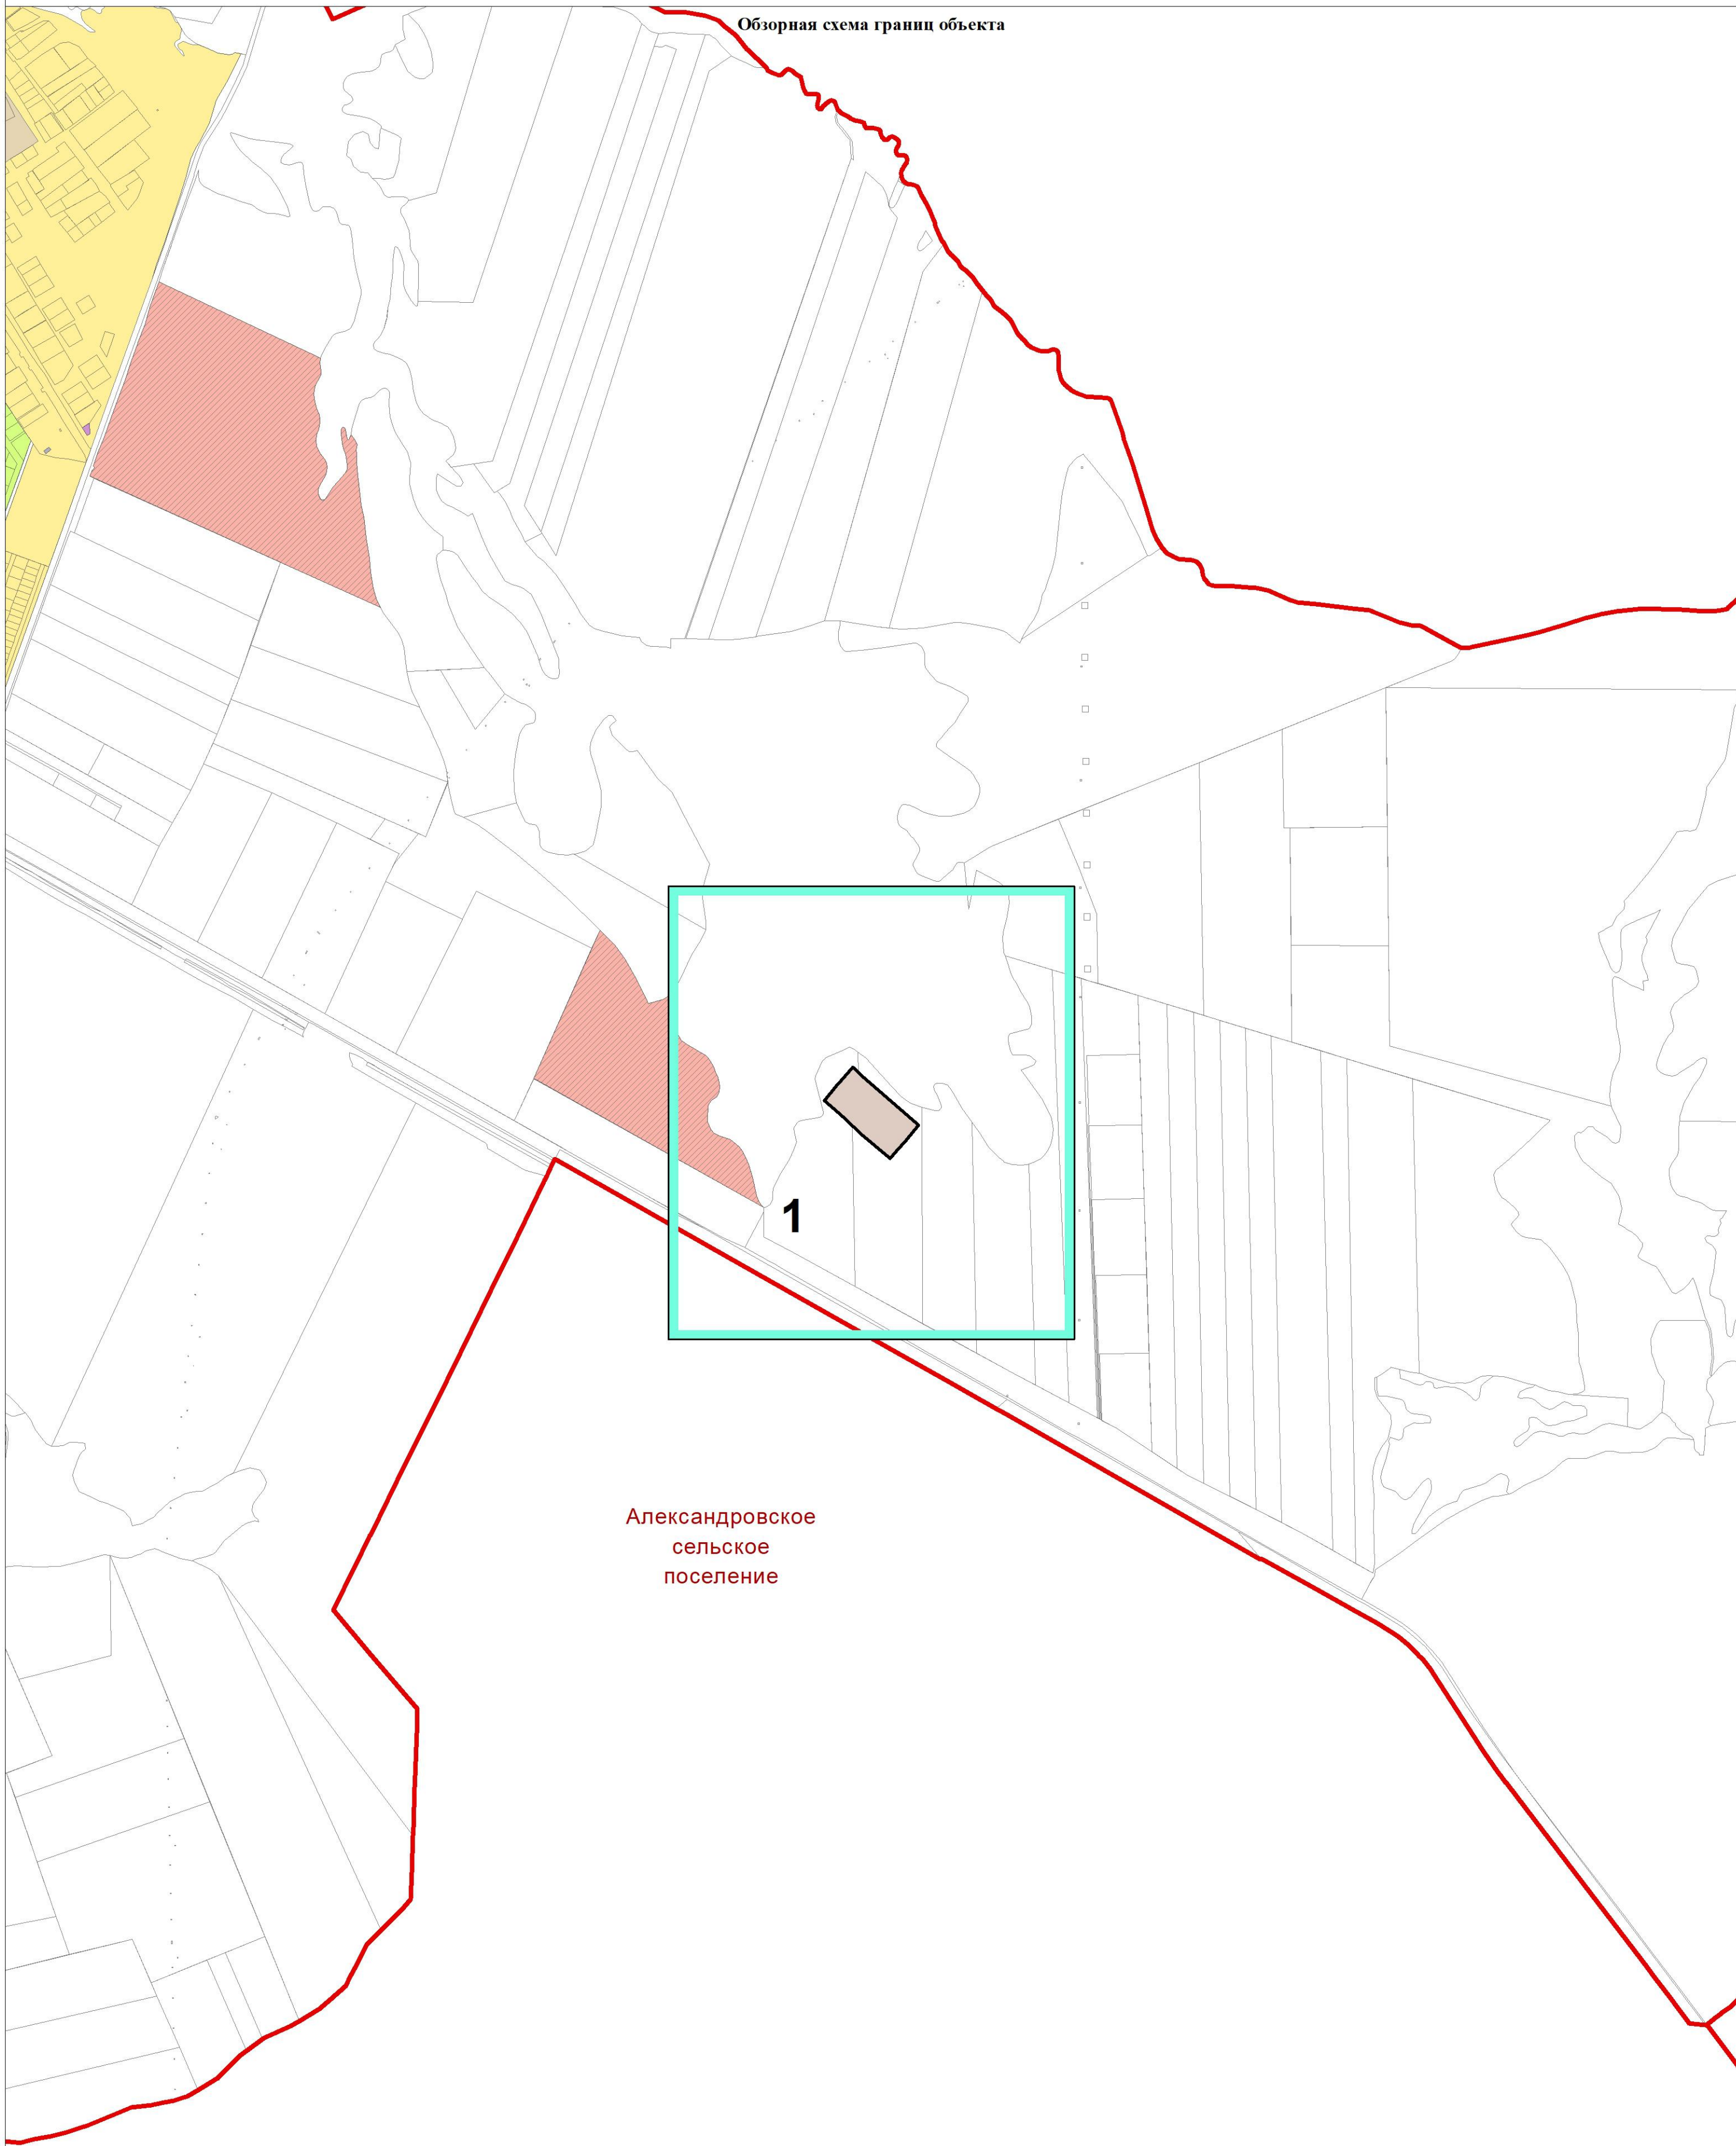 Обзорная схема границ объекта
1
Александровское
сельское
поселение